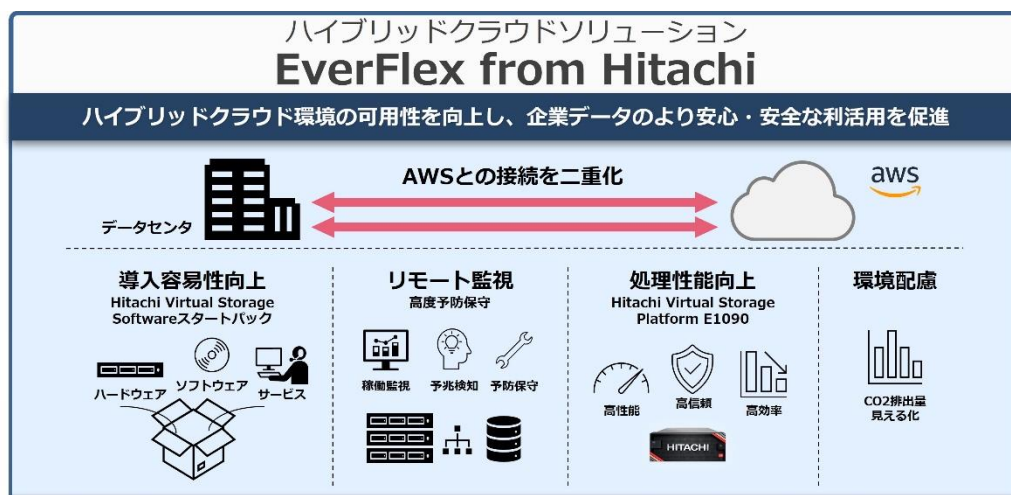 ハイブリッドクラウドソリューション
EverFlex from Hitachi
ハイブリッドクラウド環境の可用性を向上し、企業データのより安心・安全な利活用を促進
AWSとの接続を二重化
aws
データセンタ
導入容易性向上
Hitachi Virtual Storage
Softwareスタートパック
ハードウェア
ソフトウェア
サービス
リモート監視
高度予防保守
稼働監視
予兆検知
予防保守
処理性能向上
Hitachi Virtual Storage
Platform E1090
高性能
高信頼
高効率
HITACHI
環境配慮
CO2排出量
見える化